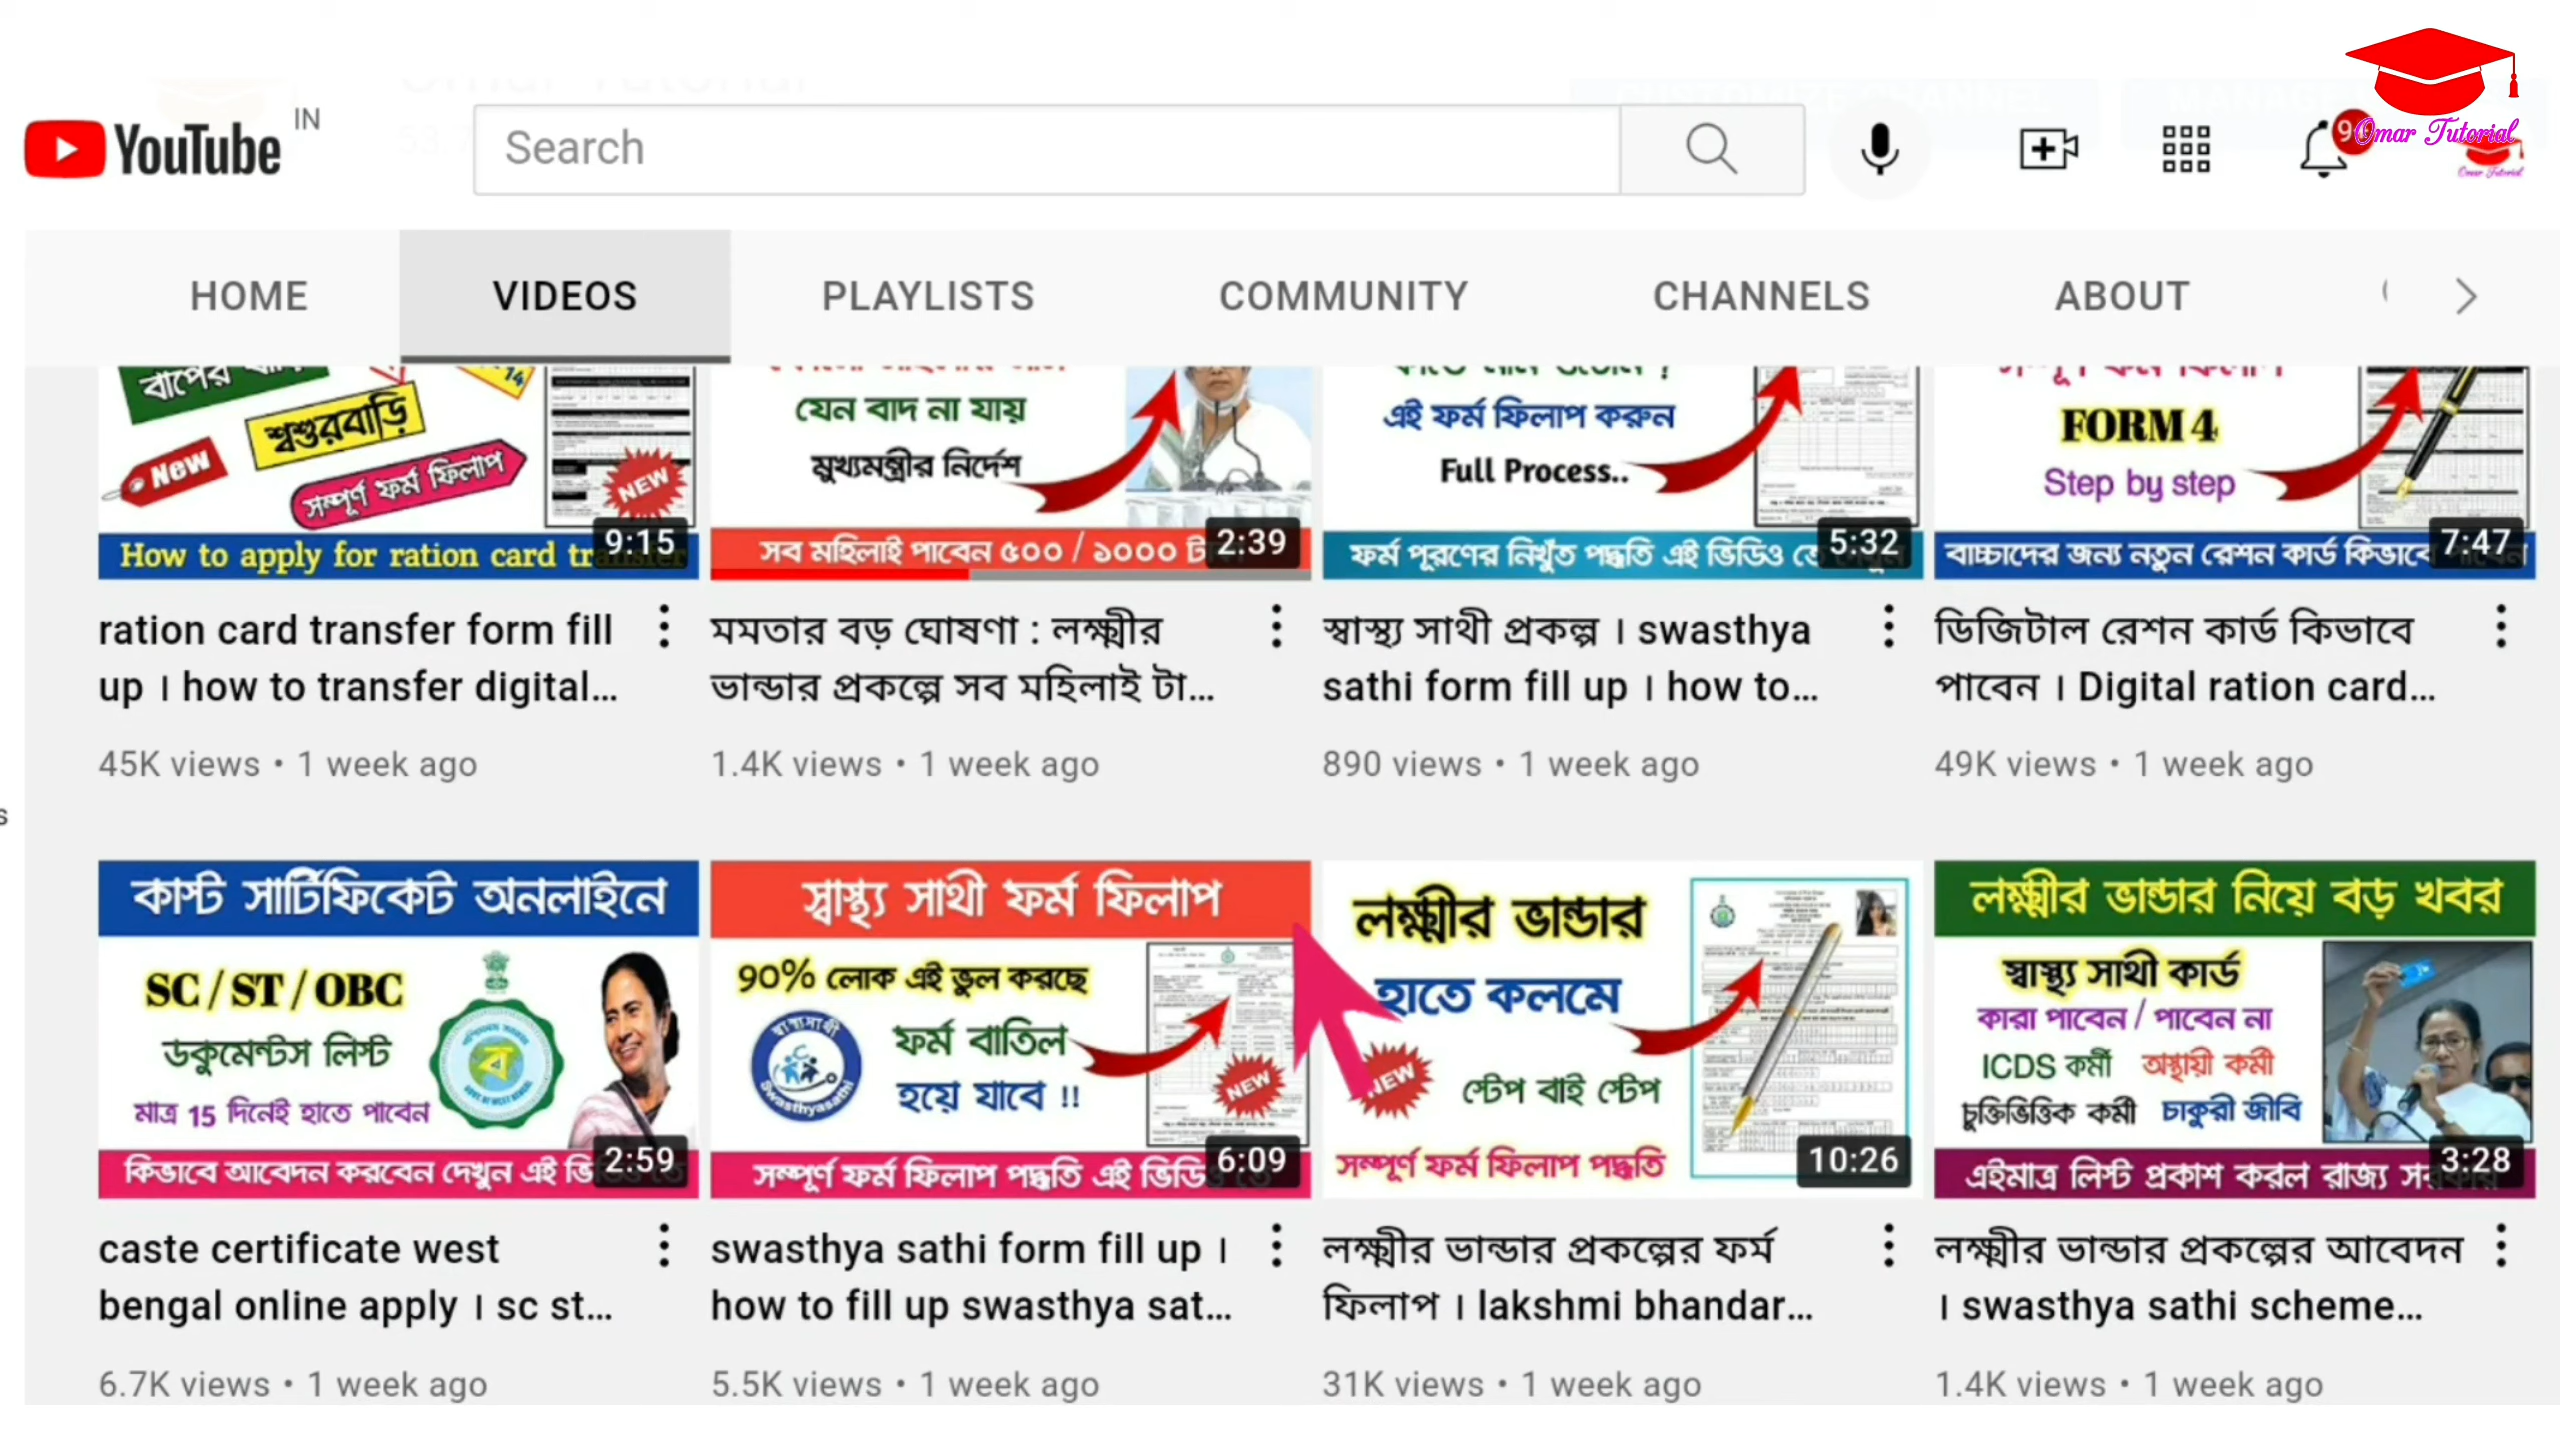 YouTube IN
Search
Omar Tutorial
HOME VIDEOS PLAYLISTS COMMUNITY CHANNELS ABOUT
বাপের
শ্বশুরবাড়ি
New
সম্পূর্ণ ফর্ম ফিলাপ
NEW
How to apply for ration card transfer
9:15
যেন বাদ না যায়
মুখ্যমন্ত্রীর নির্দেশ
সব মহিলাই পাবেন ৫০০ / ১০০০
2:39
এই ফর্ম ফিলাপ করুন
Full Process..
ফর্ম পূরণের নিখুঁত পদ্ধতি এই ভিডিও তে
5:32
FORM 4
Step by step
বাচ্চাদের জন্য নতুন রেশন কার্ড কিভাবে
7:47
ration card transfer form fill
up । how to transfer digital...
45K views • 1 week ago
মমতার বড় ঘোষণা : লক্ষ্মীর
ভান্ডার প্রকল্পে সব মহিলাই টা...
1.4K views • 1 week ago
স্বাস্থ্য সাথী প্রকল্প । swasthya
sathi form fill up । how to...
890 views • 1 week ago
ডিজিটাল রেশন কার্ড কিভাবে
পাবেন । Digital ration card...
49K views • 1 week ago
কাস্ট সার্টিফিকেট অনলাইনে
SC / ST / OBC
ডকুমেন্টস লিস্ট
মাত্র 15 দিনেই হাতে পাবেন
কিভাবে আবেদন করবেন দেখুন এই
2:59
স্বাস্থ্য সাথী ফর্ম ফিলাপ
90% লোক এই ভুল করছে
ফর্ম বাতিল
হয়ে যাবে !!
Swasthyasathi
NEW
সম্পূর্ণ ফর্ম ফিলাপ পদ্ধতি এই
6:09
লক্ষ্মীর ভান্ডার
হাতে কলমে
NEW
স্টেপ বাই স্টেপ
সম্পূর্ণ ফর্ম ফিলাপ পদ্ধতি
10:26
লক্ষ্মীর ভান্ডার নিয়ে বড় খবর
স্বাস্থ্য সাথী কার্ড
কারা পাবেন / পাবেন না
ICDS কর্মী অস্থায়ী কর্মী
চুক্তিভিত্তিক কর্মী চাকুরী জীবি
এইমাত্র লিস্ট প্রকাশ করল রাজ্য
3:28
caste certificate west
bengal online apply । sc st...
6.7K views • 1 week ago
swasthya sathi form fill up ।
how to fill up swasthya sat...
5.5K views • 1 week ago
লক্ষ্মীর ভান্ডার প্রকল্পের ফর্ম
ফিলাপ । lakshmi bhandar...
31K views • 1 week ago
লক্ষ্মীর ভান্ডার প্রকল্পের আবেদন
। swasthya sathi scheme...
1.4K views • 1 week ago